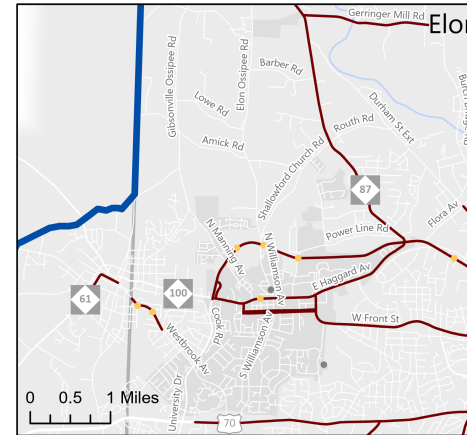 Gerringer Mill Rd
Elon
Gibsonville Ossipee Rd
Elon Ossipee Rd
Barber Rd
Lowe Rd
Durham St Ext
Routh Rd
Amick Rd
Shallowford Church Rd
87
Flora Av
N Manning Av
N Williamson Av
Power Line Rd
E Haggard Av
61
100
Cook Rd
W Front St
Westbrook Av
S Williamson Av
University Dr
0 0.5 1 Miles
70